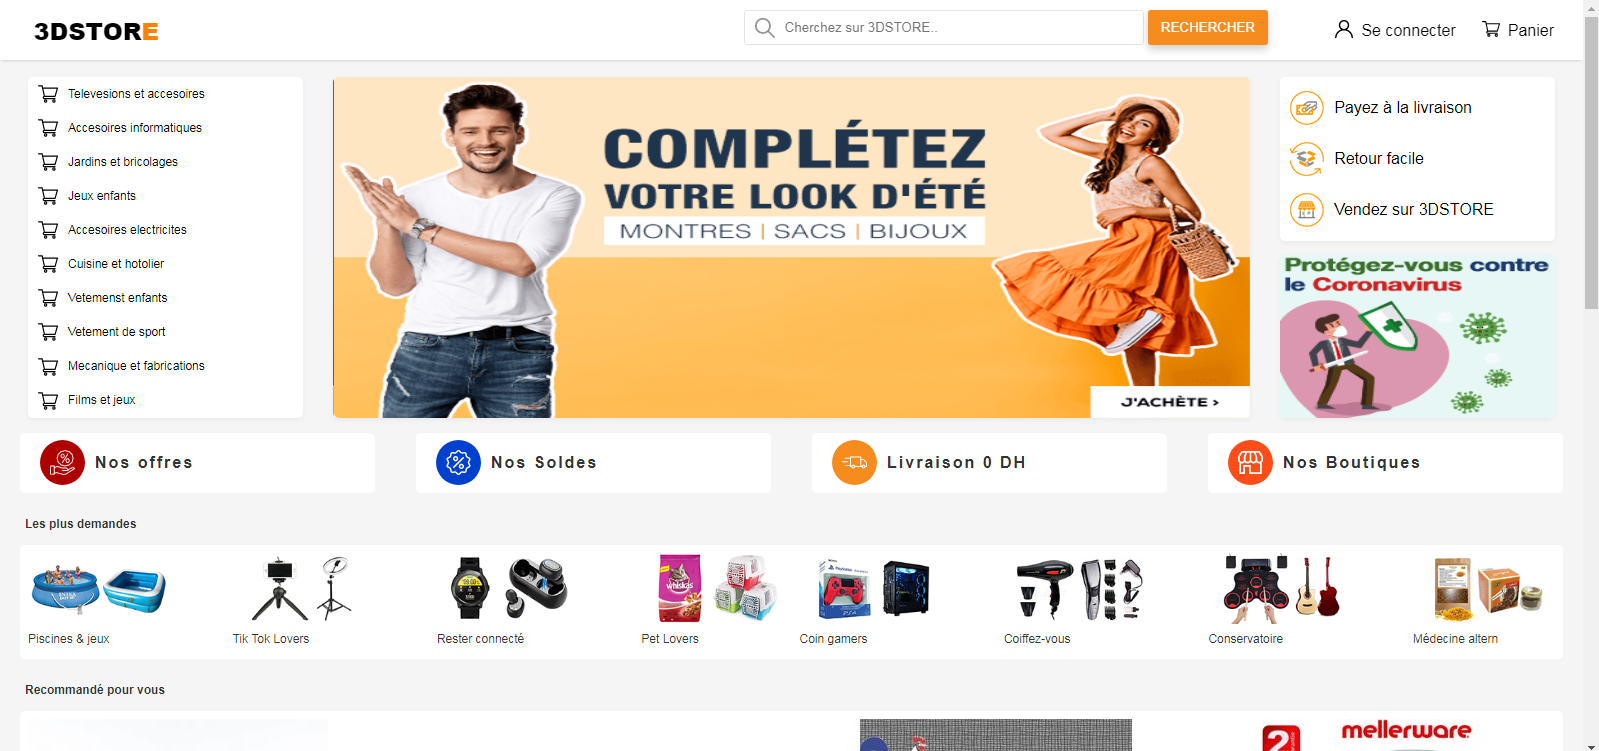 3DSTORE
Cherchez sur 3DSTORE..
RECHERCHER
Se connecter
Panier
Televesions et accesoires
Accesoires informatiques
Jardins et bricolages
Jeux enfants
Accesoires electricites
Cuisine et hotolier
Vetemenst enfants
Vetement de sport
Mecanique et fabrications
Films et jeux
COMPLÉTEZ
VOTRE LOOK D'ÉTÉ
MONTRES | SACS | BIJOUX
J'ACHÈTE ›
Payez à la livraison
Retour facile
Vendez sur 3DSTORE
Protégez-vous contre
le Coronavirus
Nos offres
Nos Soldes
Livraison 0 DH
Nos Boutiques
Les plus demandes
whiskas
Piscines & jeux
Tik Tok Lovers
Rester connecté
Pet Lovers
Coin gamers
Coiffez-vous
Conservatoire
Médecine altern
Recommandé pour vous
2
mellerware